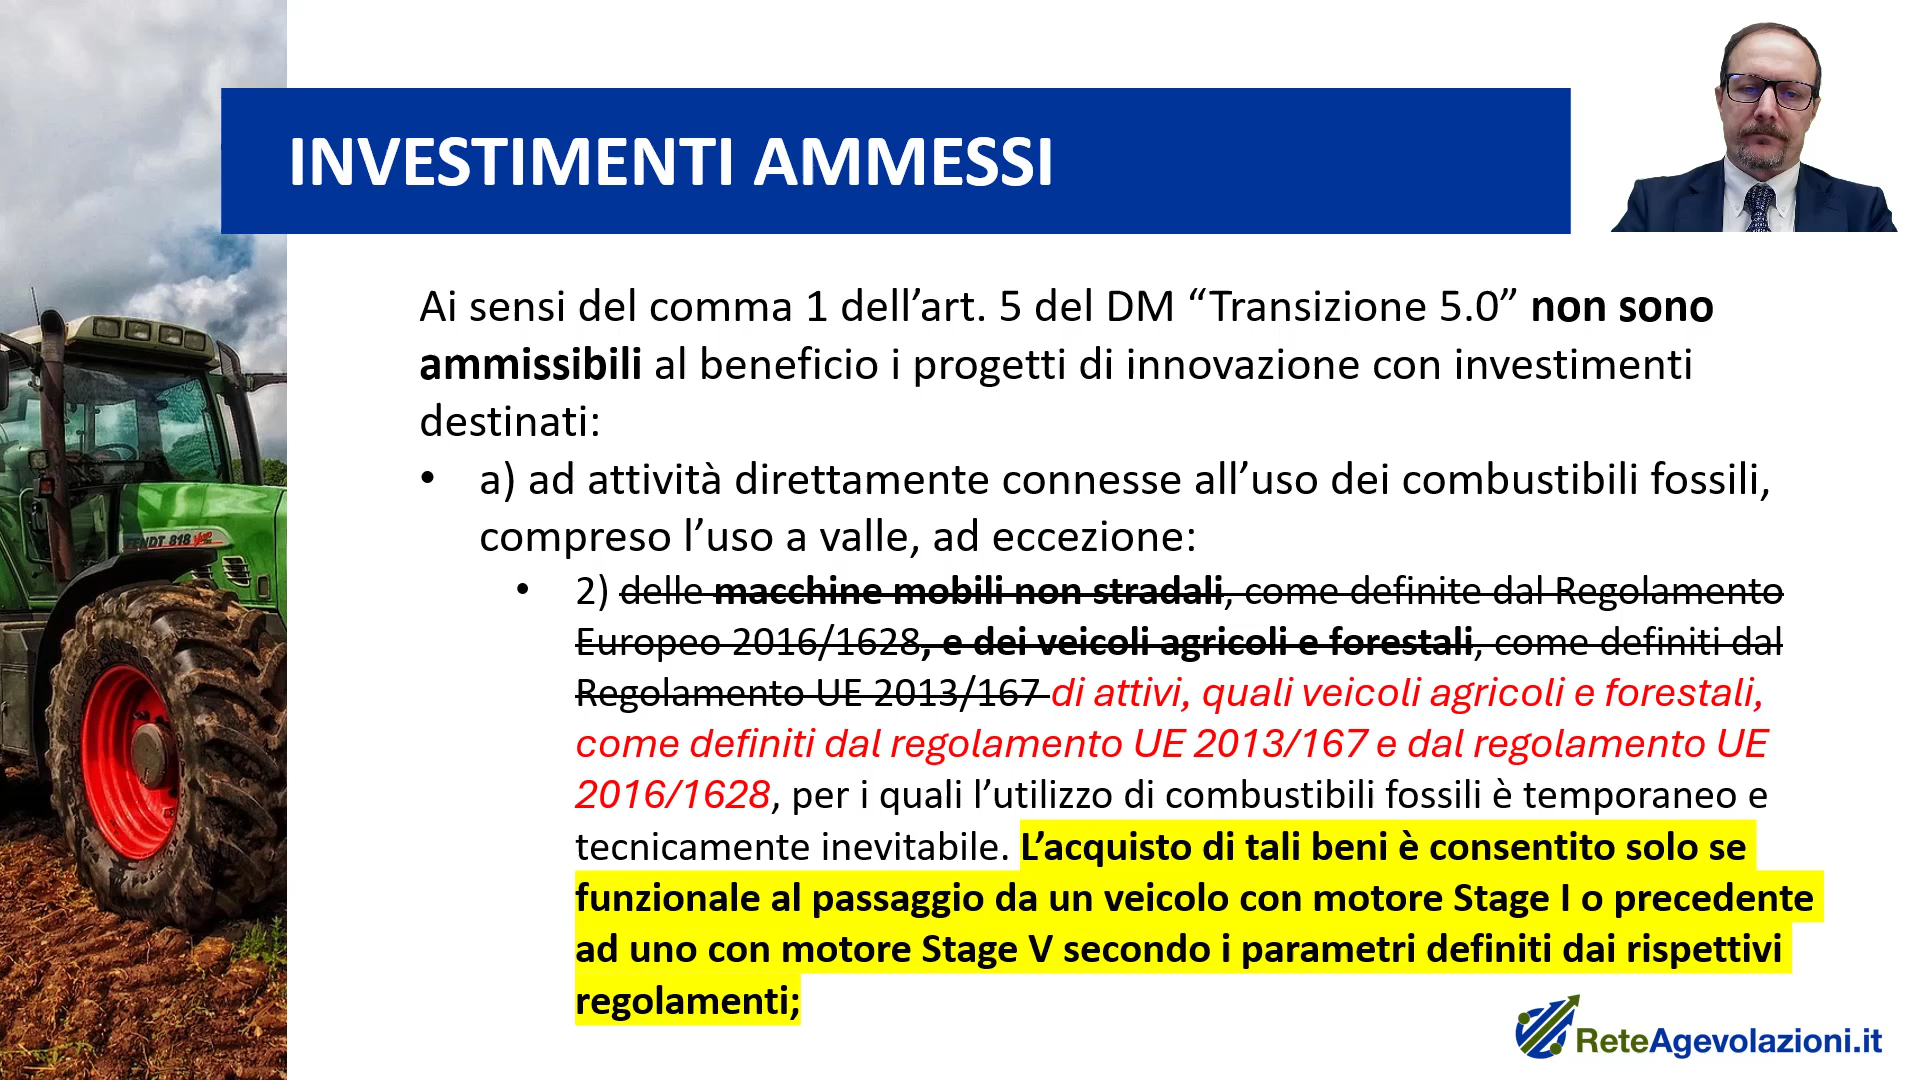 INVESTIMENTI AMMESSI
Ai sensi del comma 1 dell’art. 5 del DM “Transizione 5.0” non sono
ammissibili al beneficio i progetti di innovazione con investimenti
destinati:
• a) ad attività direttamente connesse all’uso dei combustibili fossili,
compreso l’uso a valle, ad eccezione:
• 2) delle macchine mobili non stradali, come definite dal Regolamento
Europeo 2016/1628, e dei veicoli agricoli e forestali, come definiti dal
Regolamento UE 2013/167 di attivi, quali veicoli agricoli e forestali,
come definiti dal regolamento UE 2013/167 e dal regolamento UE
2016/1628, per i quali l’utilizzo di combustibili fossili è temporaneo e
tecnicamente inevitabile. L’acquisto di tali beni è consentito solo se
funzionale al passaggio da un veicolo con motore Stage I o precedente
ad uno con motore Stage V secondo i parametri definiti dai rispettivi
regolamenti;
FENDT 818
ReteAgevolazioni.it